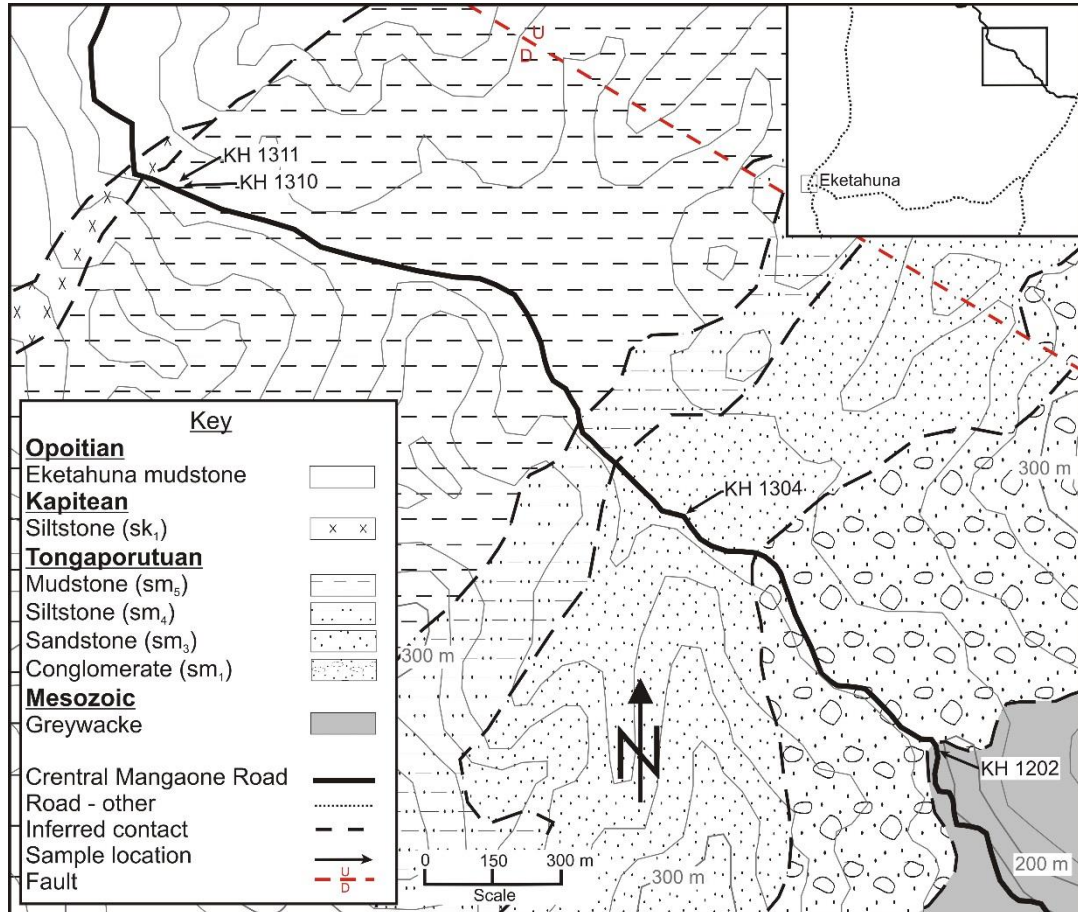 U
D
KH 1311
KH 1310
Eketahuna
300 m
KH 1304
Key
Opoitian
Eketahuna mudstone
Kapitean
Siltstone (sk₁)
x x
Tongaporutuan
Mudstone (sm₅)
Siltstone (sm₄)
Sandstone (sm₃)
Conglomerate (sm₁)
Mesozoic
Greywacke
Crentral Mangaone Road
Road - other
Inferred contact
Sample location
Fault
U
D
300 m
N
KH 1202
0 150 300 m
Scale
300 m
200 m